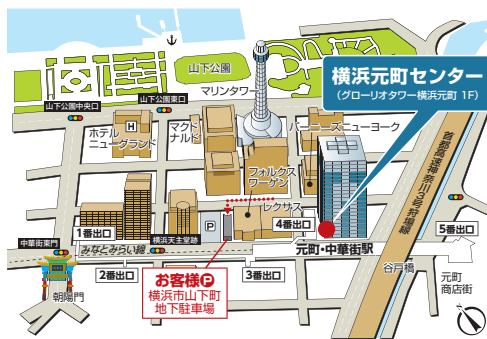 山下公園
横浜元町センター
(グローリオタワー横浜元町 1F)
山下公園中央口
山下公園東口
マリンタワー
H
ホテル
ニューグランド
マクド
ナルド
バーニーズニューヨーク
フォルクス
ワーゲン
首都高速神奈川3号狩場線
レクサス
1番出口
P
4番出口
5番出口
中華街東門
みなとみらい線
横浜天主堂跡
元町・中華街駅
2番出口
3番出口
谷戸橋
元町
商店街
朝陽門
お客様P
横浜市山下町
地下駐車場